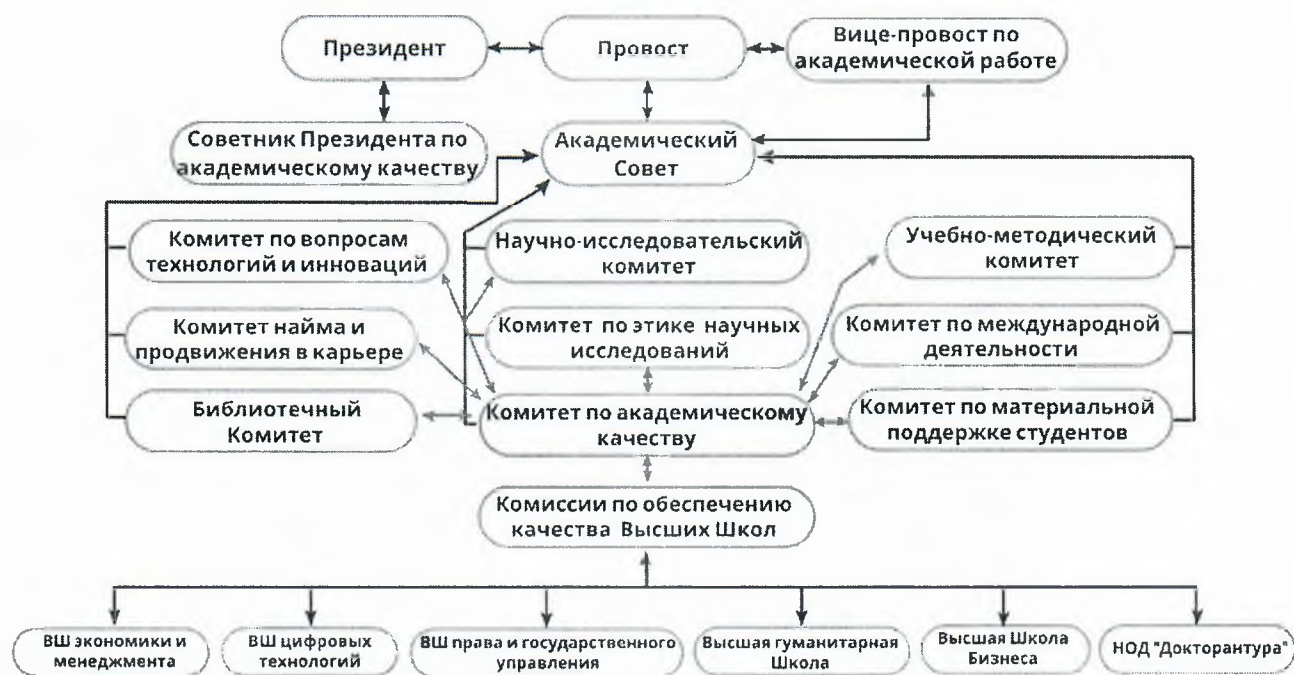 Президент
Провост
Вице-провост по
академической работе
Советник Президента по
академическому качеству
Академический
Совет
Комитет по вопросам
технологий и инноваций
Научно-исследовательский
комитет
Учебно-методический
комитет
Комитет найма и
продвижения в карьере
Комитет по этике научных
исследований
Комитет по международной
деятельности
Библиотечный
Комитет
Комитет по академическому
качеству
Комитет по материальной
поддержке студентов
Комиссии по обеспечению
качества Высших Школ
ВШ экономики и
менеджмента
ВШ цифровых
технологий
ВШ права и государственного
управления
Высшая гуманитарная
Школа
Высшая Школа
Бизнеса
НОД "Докторантура"